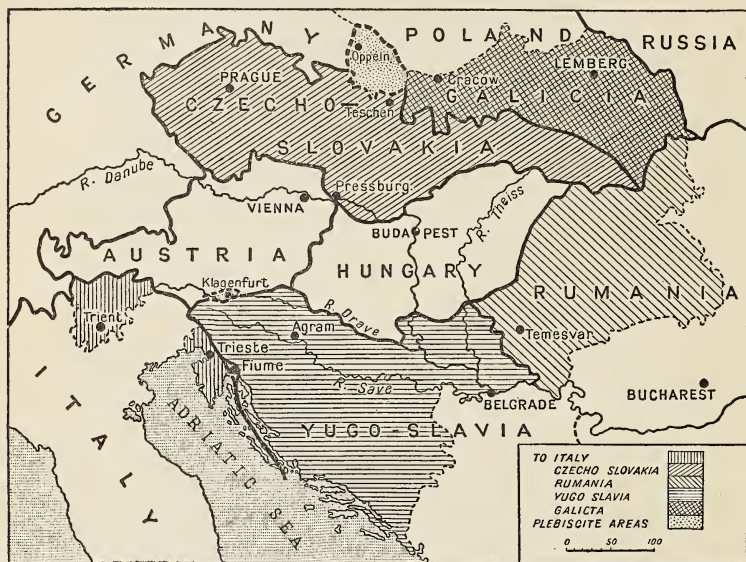 GERMANY
POLAND
RUSSIA
Oppeln
PRAGUE
Cracow
LEMBERG
CZECHO-
Teschen
GALICIA
SLOVAKIA
R. Danube
Pressburg
VIENNA
R. Theiss
BUDAPEST
AUSTRIA
HUNGARY
Klagenfurt
RUMANIA
R. Drave
Trient
Agram
Temesvar
Trieste
Fiume
R. Save
BUCHAREST
BELGRADE
ITALY
ADRIATIC SEA
YUGO-SLAVIA
TO ITALY
CZECHO SLOVAKIA
RUMANIA
YUGO SLAVIA
GALICTA
PLEBISCITE AREAS
0 50 100